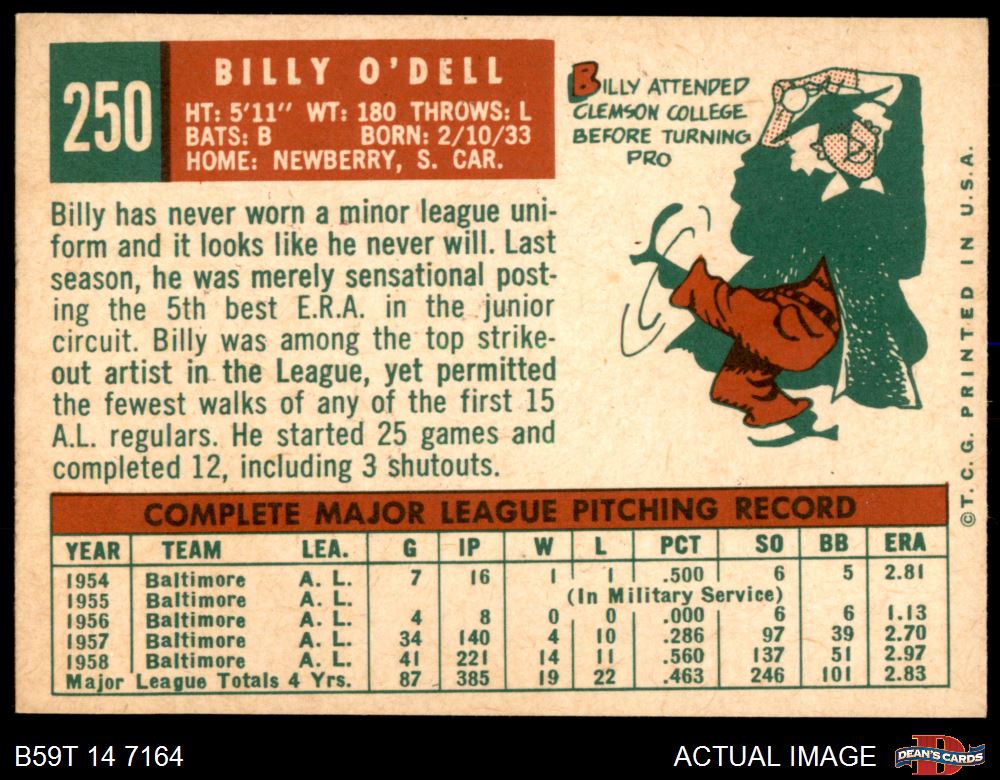 250
BILLY O'DELL
HT: 5'11" WT: 180 THROWS: L
BATS: B BORN: 2/10/33
HOME: NEWBERRY, S. CAR.
BILLY ATTENDED
CLEMSON COLLEGE
BEFORE TURNING
PRO
Billy has never worn a minor league uni-
form and it looks like he never will. Last
season, he was merely sensational post-
ing the 5th best E.R.A. in the junior
circuit. Billy was among the top strike-
out artist in the League, yet permitted
the fewest walks of any of the first 15
A.L. regulars. He started 25 games and
completed 12, including 3 shutouts.
©T.C.G. PRINTED IN U.S.A.
COMPLETE MAJOR LEAGUE PITCHING RECORD
YEAR TEAM LEA. G IP W L PCT SO BB ERA
1954 Baltimore A. L. 7 16 1 1 .500 6 5 2.81
1955 Baltimore A. L. (In Military Service)
1956 Baltimore A. L. 4 8 0 0 .000 6 6 1.13
1957 Baltimore A. L. 34 140 4 10 .286 97 39 2.70
1958 Baltimore A. L. 41 221 14 11 .560 137 51 2.97
Major League Totals 4 Yrs. 87 385 19 22 .463 246 101 2.83
B59T 14 7164
ACTUAL IMAGE
D
DEAN'S CARDS